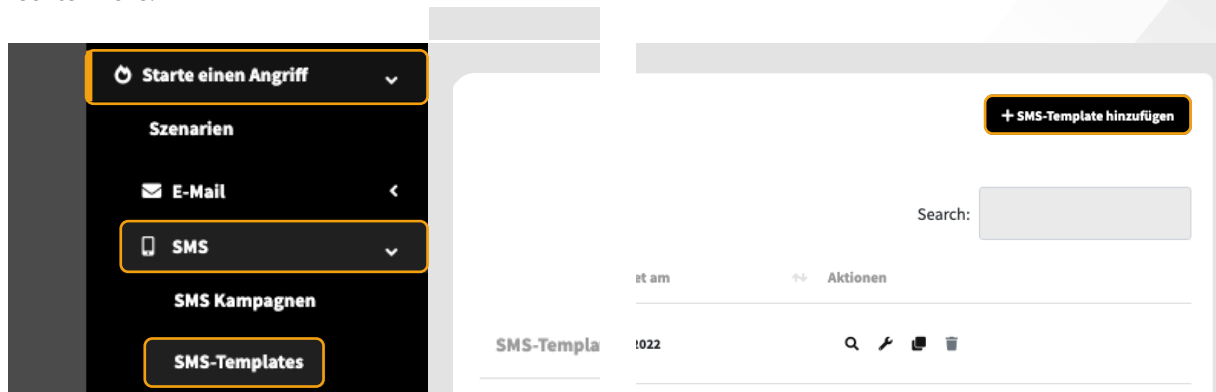 Starte einen Angriff
Szenarien
E-Mail
SMS
SMS Kampagnen
SMS-Templates
SMS-Templa
+ SMS-Template hinzufügen
Search:
et am
Aktionen
2022